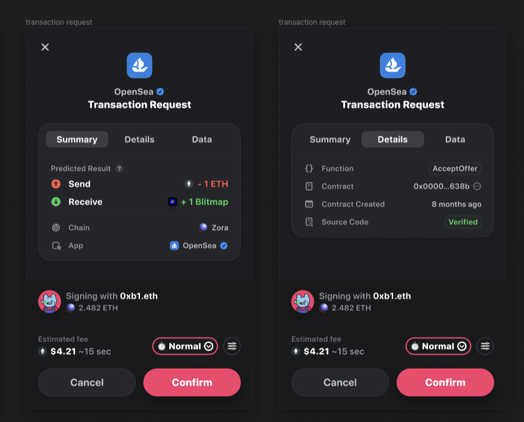 transaction request
OpenSea
Transaction Request
Summary Details Data
Predicted Result ?
Send - 1 ETH
Receive + 1 Blitmap
Chain Zora
App OpenSea
Signing with 0xb1.eth
2.482 ETH
Estimated fee
$4.21 ~15 sec Normal
Cancel Confirm
transaction request
OpenSea
Transaction Request
Summary Details Data
{} Function AcceptOffer
Contract 0x0000...638b
Contract Created 8 months ago
Source Code Verified
Signing with 0xb1.eth
2.482 ETH
Estimated fee
$4.21 ~15 sec Normal
Cancel Confirm